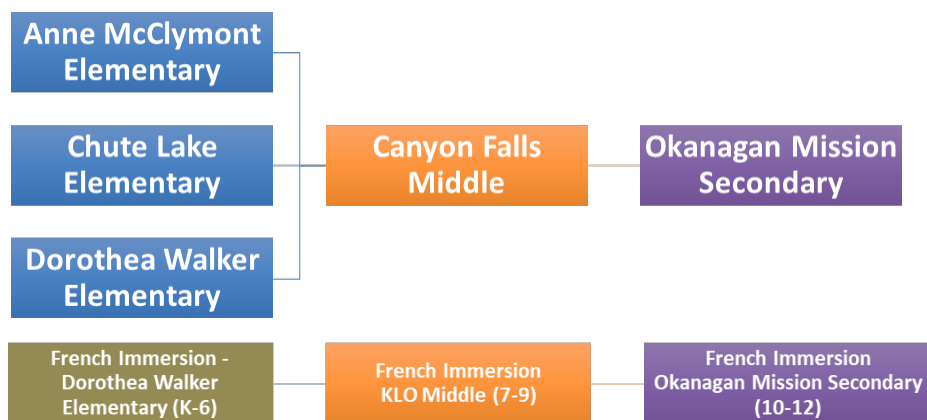 Anne McClymont
Elementary
Chute Lake
Elementary
Dorothea Walker
Elementary
Canyon Falls
Middle
Okanagan Mission
Secondary
French Immersion -
Dorothea Walker
Elementary (K-6)
French Immersion
KLO Middle (7-9)
French Immersion
Okanagan Mission Secondary
(10-12)